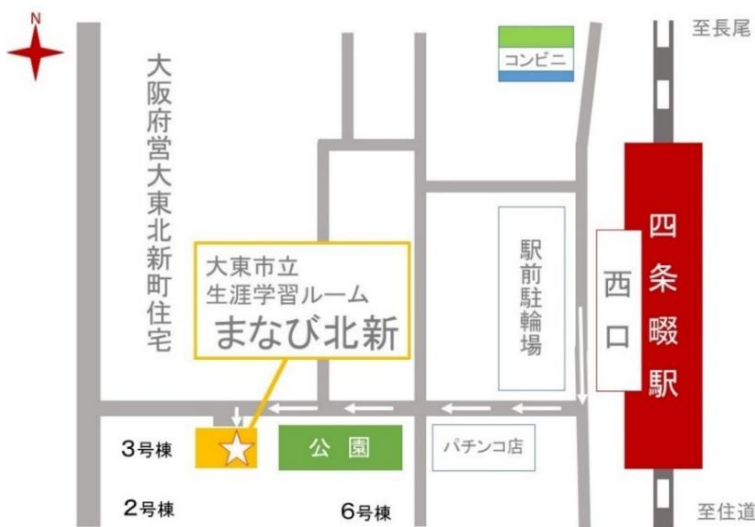 N
至長尾
コンビニ
大阪府営大東北新町住宅
四条畷駅
西口
駅前駐輪場
大東市立
生涯学習ルーム
まなび北新
3号棟
公園
パチンコ店
2号棟
6号棟
至住道